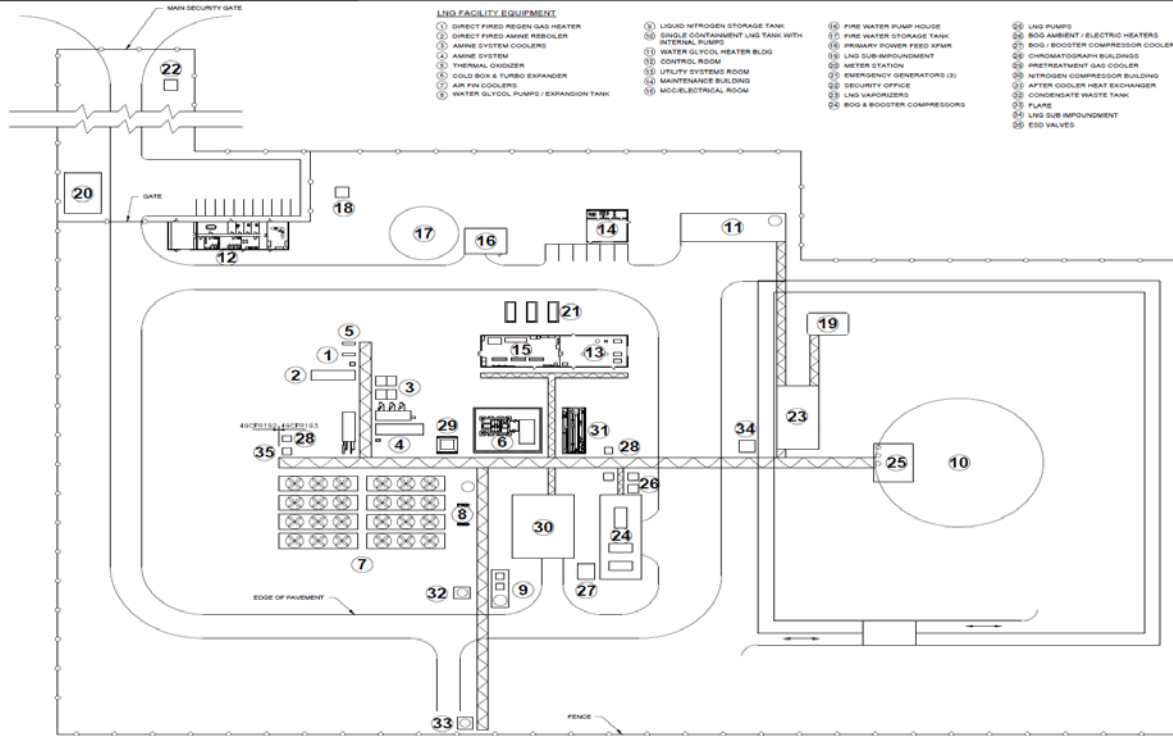 MAIN SECURITY GATE
LNG FACILITY EQUIPMENT
1 DIRECT FIRED REGEN GAS HEATER
2 DIRECT FIRED AMINE REBOILER
3 AMINE SYSTEM COOLERS
4 AMINE SYSTEM
5 THERMAL OXIDIZER
6 COLD BOX & TURBO EXPANDER
7 AIR FIN COOLERS
8 WATER GLYCOL PUMPS / EXPANSION TANK
9 LIQUID NITROGEN STORAGE TANK
10 SINGLE CONTAINMENT LNG TANK WITH
INTERNAL PUMPS
11 WATER GLYCOL HEATER BLDG
12 CONTROL ROOM
13 UTILITY SYSTEMS ROOM
14 MAINTENANCE BUILDING
15 MCC/ELECTRICAL ROOM
16 FIRE WATER PUMP HOUSE
17 FIRE WATER STORAGE TANK
18 PRIMARY POWER FEED XFMR
19 LNG SUB-IMPOUNDMENT
20 METER STATION
21 EMERGENCY GENERATORS (3)
22 SECURITY OFFICE
23 LNG VAPORIZERS
24 BOG & BOOSTER COMPRESSORS
25 LNG PUMPS
26 BOG AMBIENT / ELECTRIC HEATERS
27 BOG / BOOSTER COMPRESSOR COOLER
28 CHROMATOGRAPH BUILDINGS
29 PRETREATMENT GAS COOLER
30 NITROGEN COMPRESSOR BUILDING
31 AFTER COOLER HEAT EXCHANGER
32 CONDENSATE WASTE TANK
33 FLARE
34 LNG SUB IMPOUNDMENT
35 ESD VALVES
22
20
GATE
18
17
16
14
11
12
21
19
5
15
13
1
2
3
23
49CFR192 49CFR193
28
29
6
31
28
34
4
35
25
10
26
8
30
24
7
27
32
9
EDGE OF PAVEMENT
33
FENCE